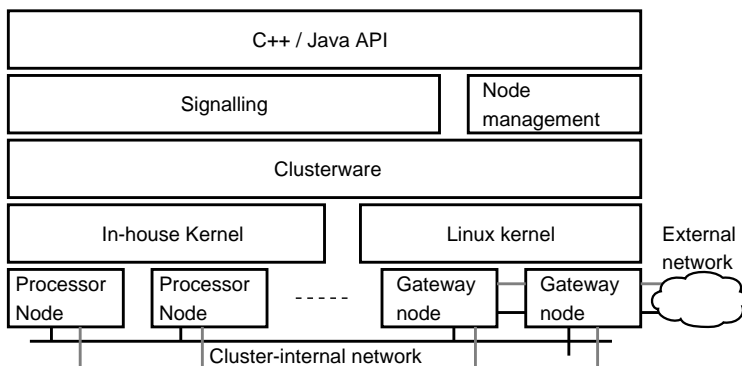 C++ / Java API
Signalling
Node
management
Clusterware
In-house Kernel
Linux kernel
External
network
Processor
Node
Processor
Node
Gateway
node
Gateway
node
Cluster-internal network